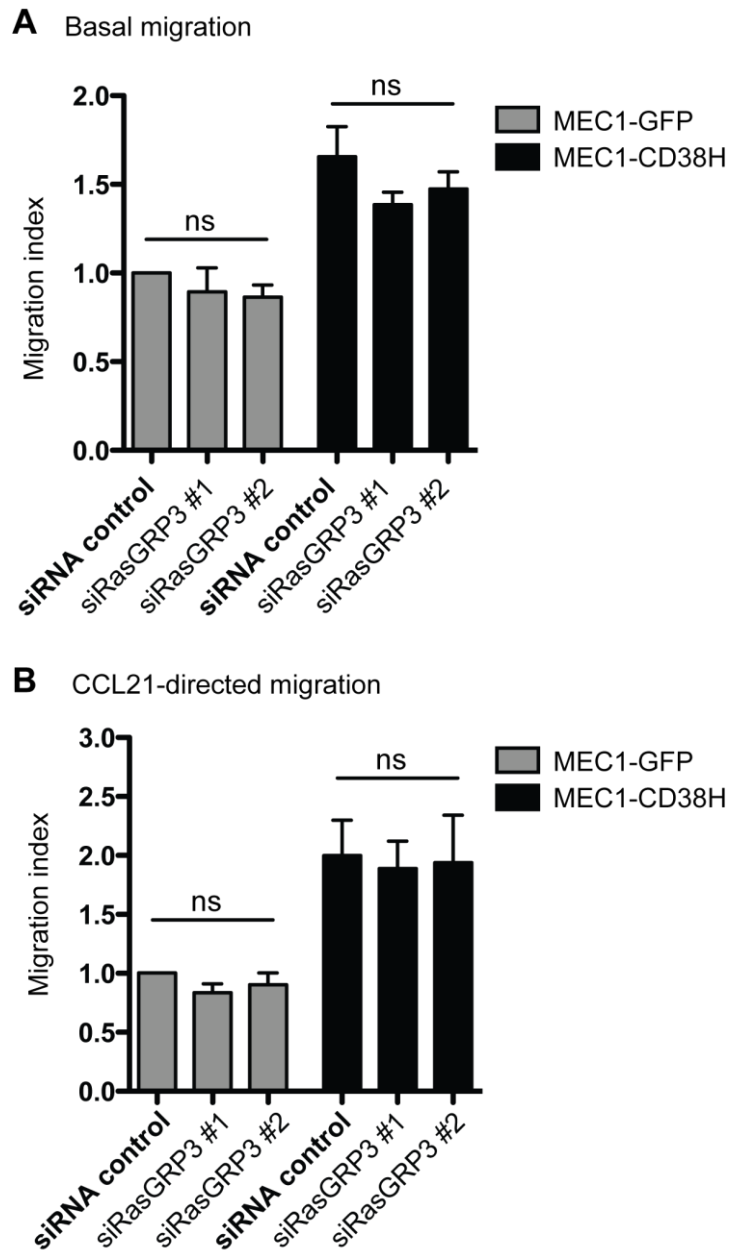 A Basal migration
ns
2.0
MEC1-GFP
MEC1-CD38H
1.5
ns
1.0
0.5
0.0
Migration index
siRNA control
siRasGRP3 #1
siRasGRP3 #2
siRNA control
siRasGRP3 #1
siRasGRP3 #2
B CCL21-directed migration
3.0
MEC1-GFP
ns
MEC1-CD38H
2.5
2.0
1.5
ns
1.0
0.5
0.0
Migration index
siRNA control
siRasGRP3 #1
siRasGRP3 #2
siRNA control
siRasGRP3 #1
siRasGRP3 #2